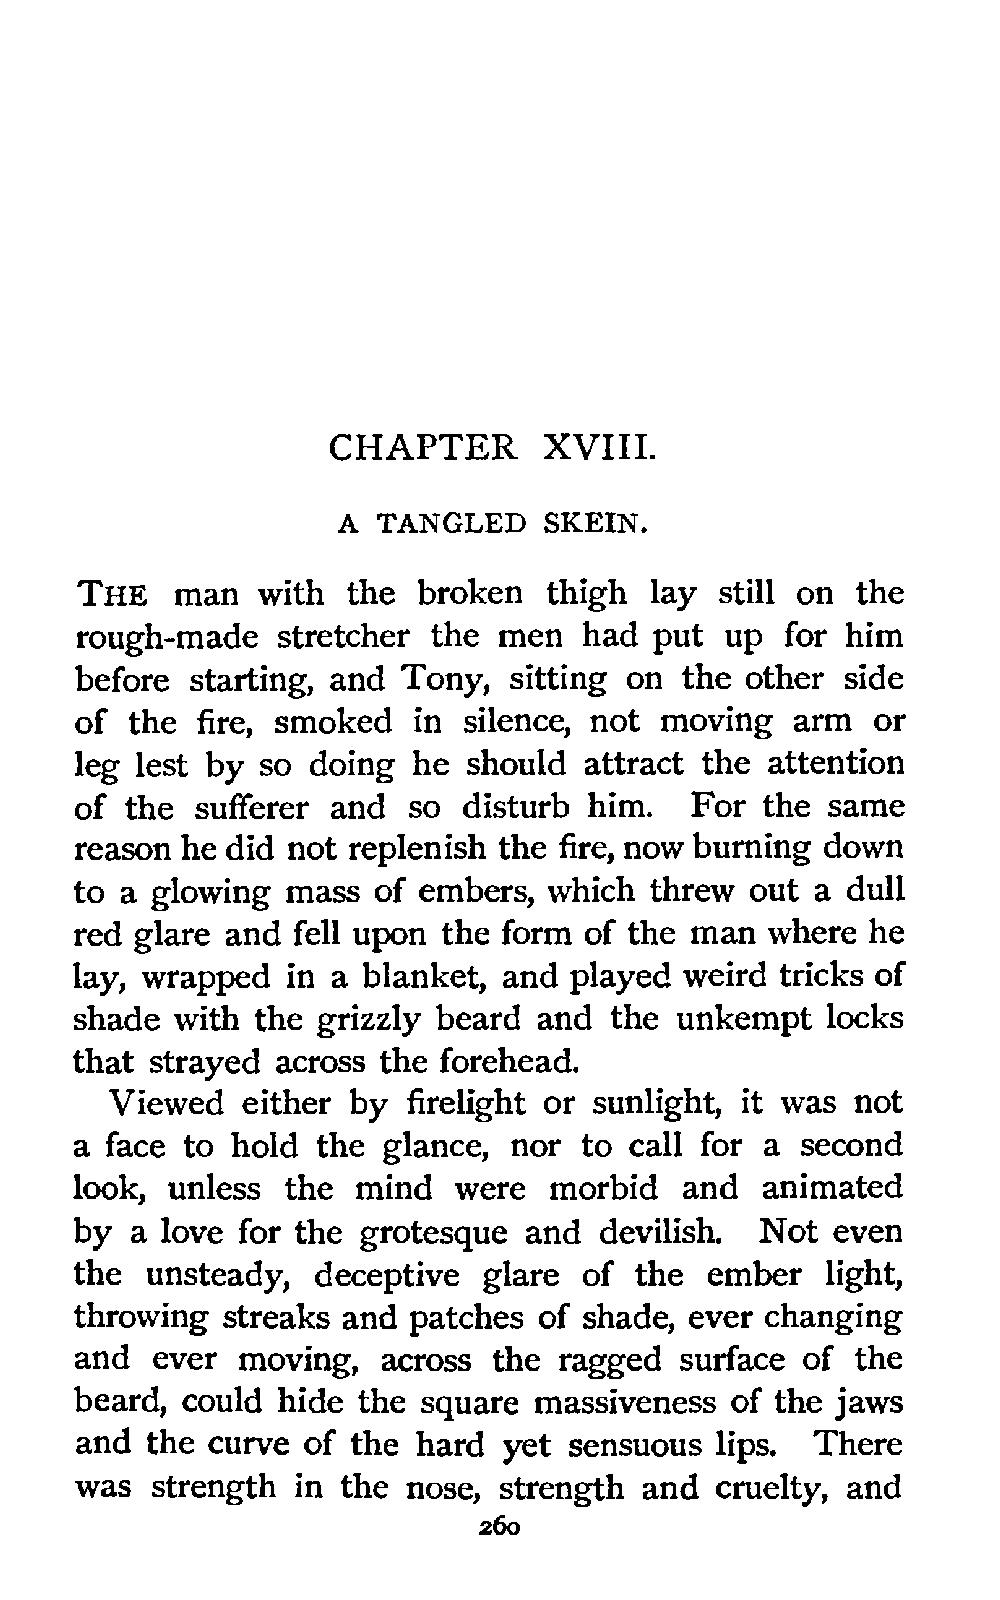 CHAPTER XVIII.
A TANGLED SKEIN.
THE man with the broken thigh lay still on the
rough-made stretcher the men had put up for him
before starting, and Tony, sitting on the other side
of the fire, smoked in silence, not moving arm or
leg lest by so doing he should attract the attention
of the sufferer and so disturb him. For the same
reason he did not replenish the fire, now burning down
to a glowing mass of embers, which threw out a dull
red glare and fell upon the form of the man where he
lay, wrapped in a blanket, and played weird tricks of
shade with the grizzly beard and the unkempt locks
that strayed across the forehead.
Viewed either by firelight or sunlight, it was not
a face to hold the glance, nor to call for a second
look, unless the mind were morbid and animated
by a love for the grotesque and devilish. Not even
the unsteady, deceptive glare of the ember light,
throwing streaks and patches of shade, ever changing
and ever moving, across the ragged surface of the
beard, could hide the square massiveness of the jaws
and the curve of the hard yet sensuous lips. There
was strength in the nose, strength and cruelty, and
260